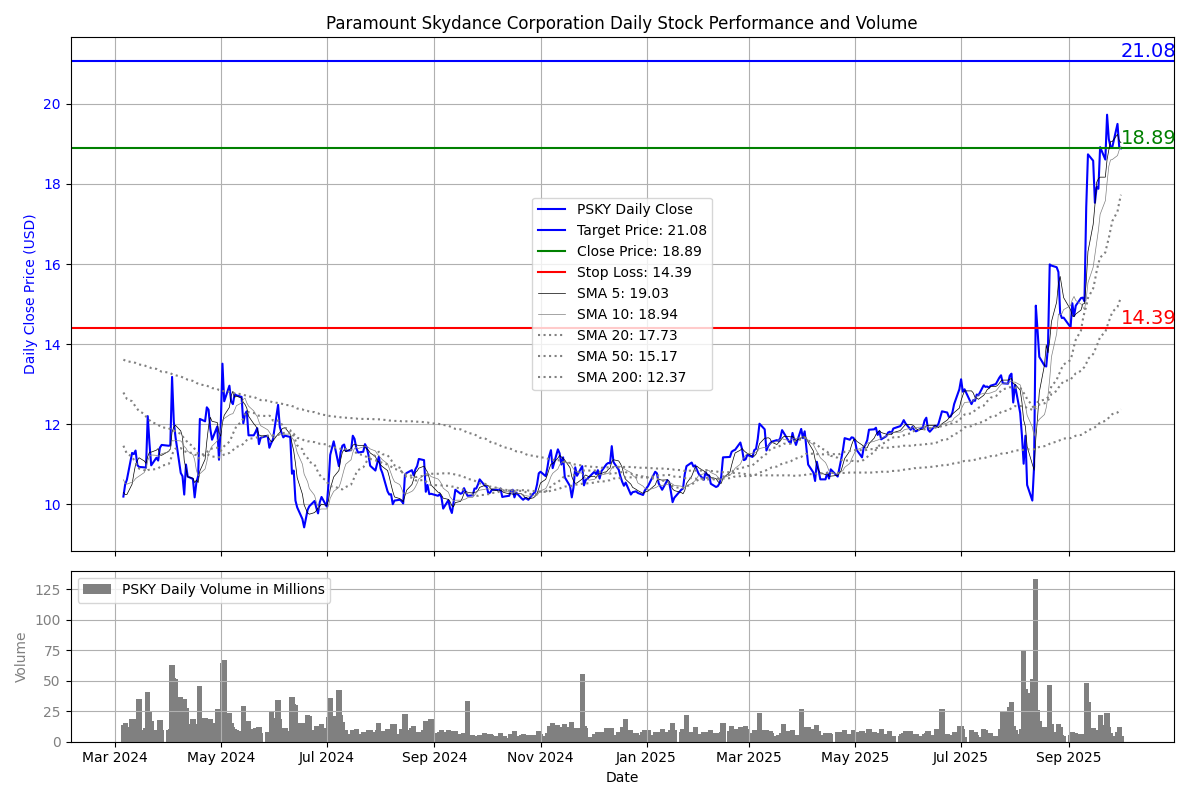 Paramount Skydance Corporation Daily Stock Performance and Volume
21.08
20
18.89
18
PSKY Daily Close
Target Price: 21.08
Close Price: 18.89
Stop Loss: 14.39
SMA 5: 19.03
SMA 10: 18.94
SMA 20: 17.73
SMA 50: 15.17
SMA 200: 12.37
16
14.39
14
12
10
Daily Close Price (USD)
PSKY Daily Volume in Millions
125
100
75
50
25
0
Volume
Mar 2024 May 2024 Jul 2024 Sep 2024 Nov 2024 Jan 2025 Mar 2025 May 2025 Jul 2025 Sep 2025
Date